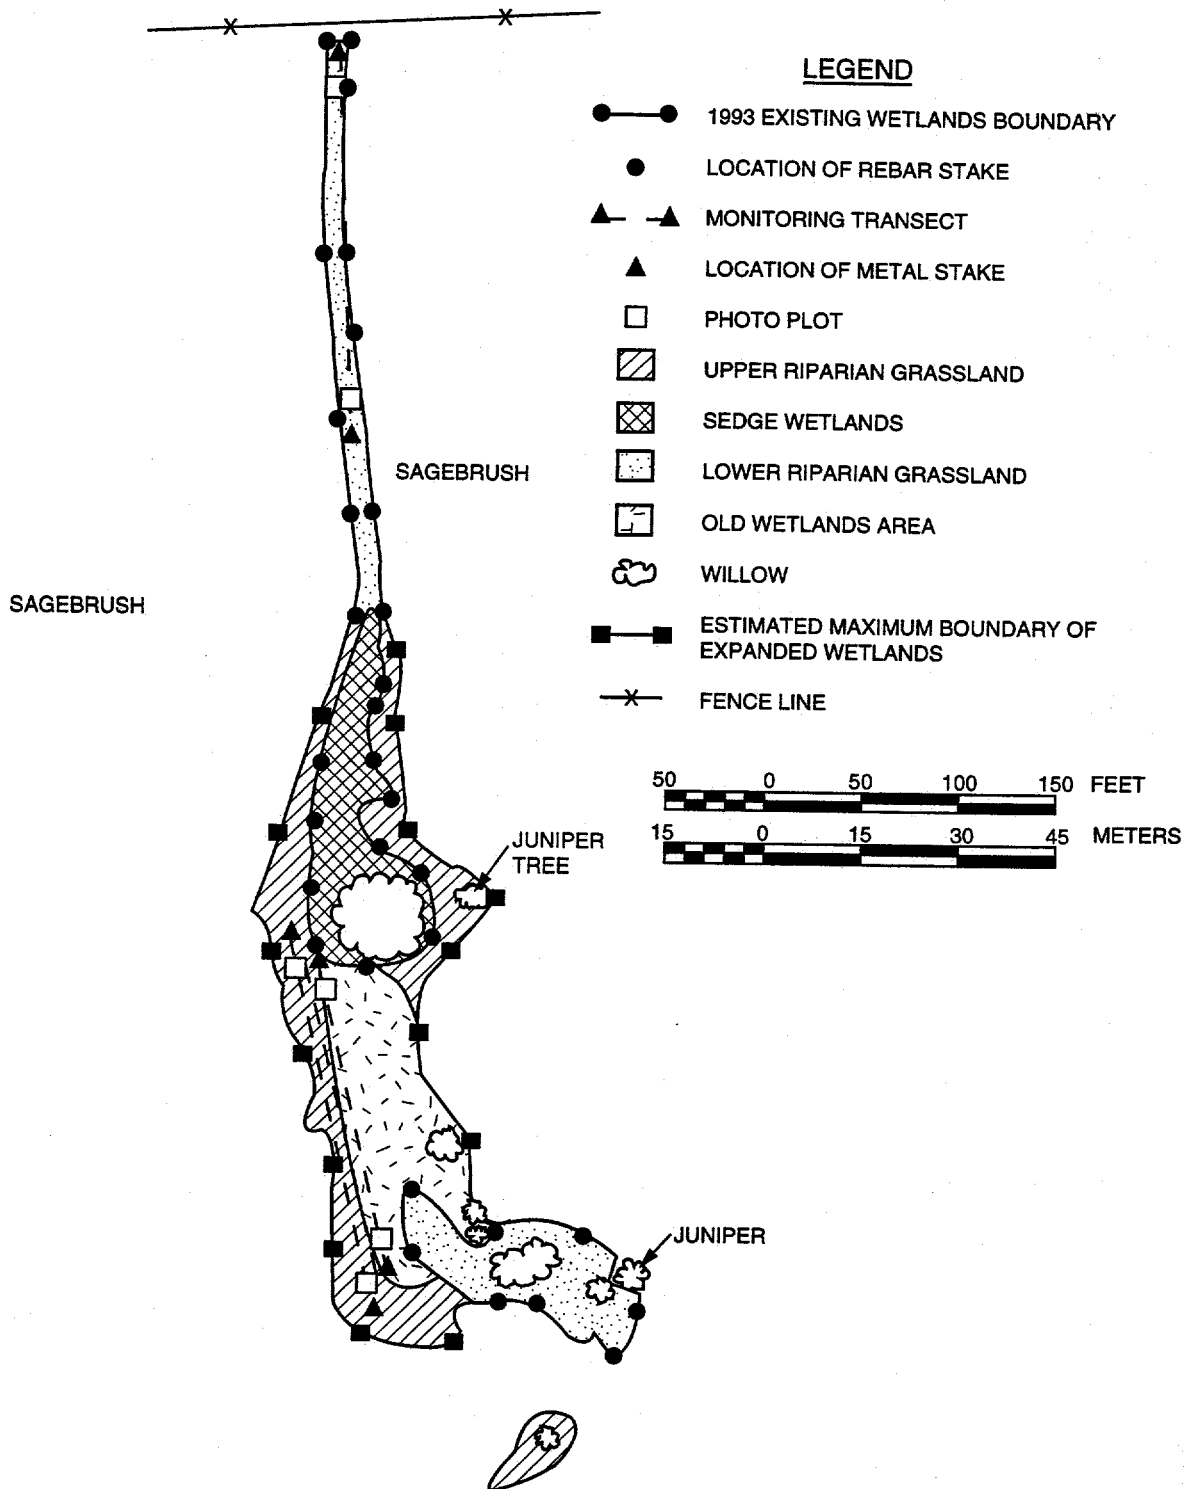 LEGEND
1993 EXISTING WETLANDS BOUNDARY
LOCATION OF REBAR STAKE
MONITORING TRANSECT
LOCATION OF METAL STAKE
PHOTO PLOT
UPPER RIPARIAN GRASSLAND
SEDGE WETLANDS
LOWER RIPARIAN GRASSLAND
OLD WETLANDS AREA
WILLOW
ESTIMATED MAXIMUM BOUNDARY OF
EXPANDED WETLANDS
FENCE LINE
SAGEBRUSH
SAGEBRUSH
50 0 50 100 150 FEET
15 0 15 30 45 METERS
JUNIPER
TREE
JUNIPER